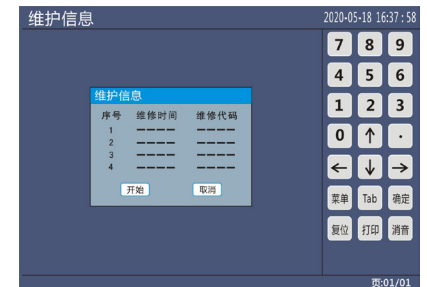 维护信息
2020-05-18 16:37:58
维护信息
序号 维修时间 维修代码
1 ---- ----
2 ---- ----
3 ---- ----
4 ---- ----
开始 取消
7 8 9
4 5 6
1 2 3
0 ↑ ·
← ↓ →
菜单 Tab 确定
复位 打印 消音
页:01/01